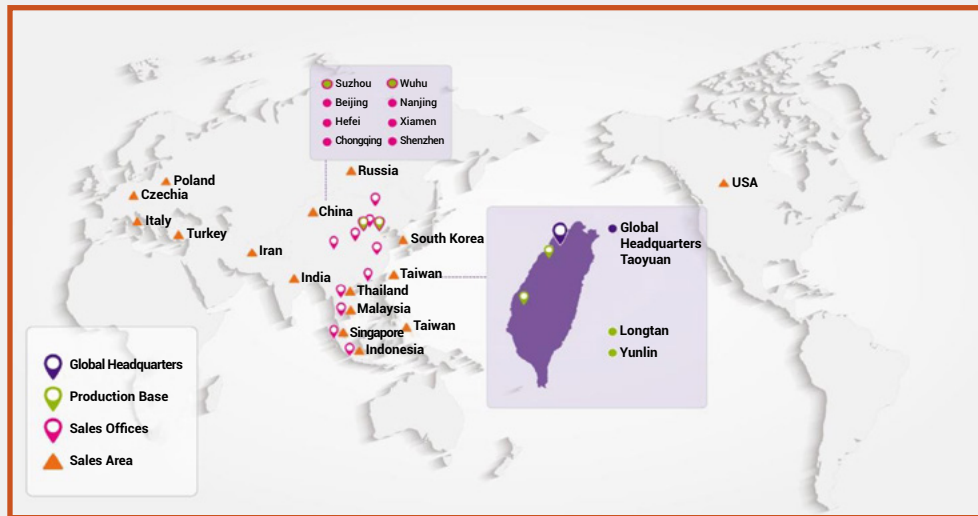 Suzhou
Wuhu
Beijing
Nanjing
Hefei
Xiamen
Chongqing
Shenzhen
Russia
Poland
Czechia
USA
China
Italy
Turkey
South Korea
Iran
India
Taiwan
Thailand
Malaysia
Taiwan
Singapore
Indonesia
Global
Headquarters
Taoyuan
Longtan
Yunlin
Global Headquarters
Production Base
Sales Offices
Sales Area